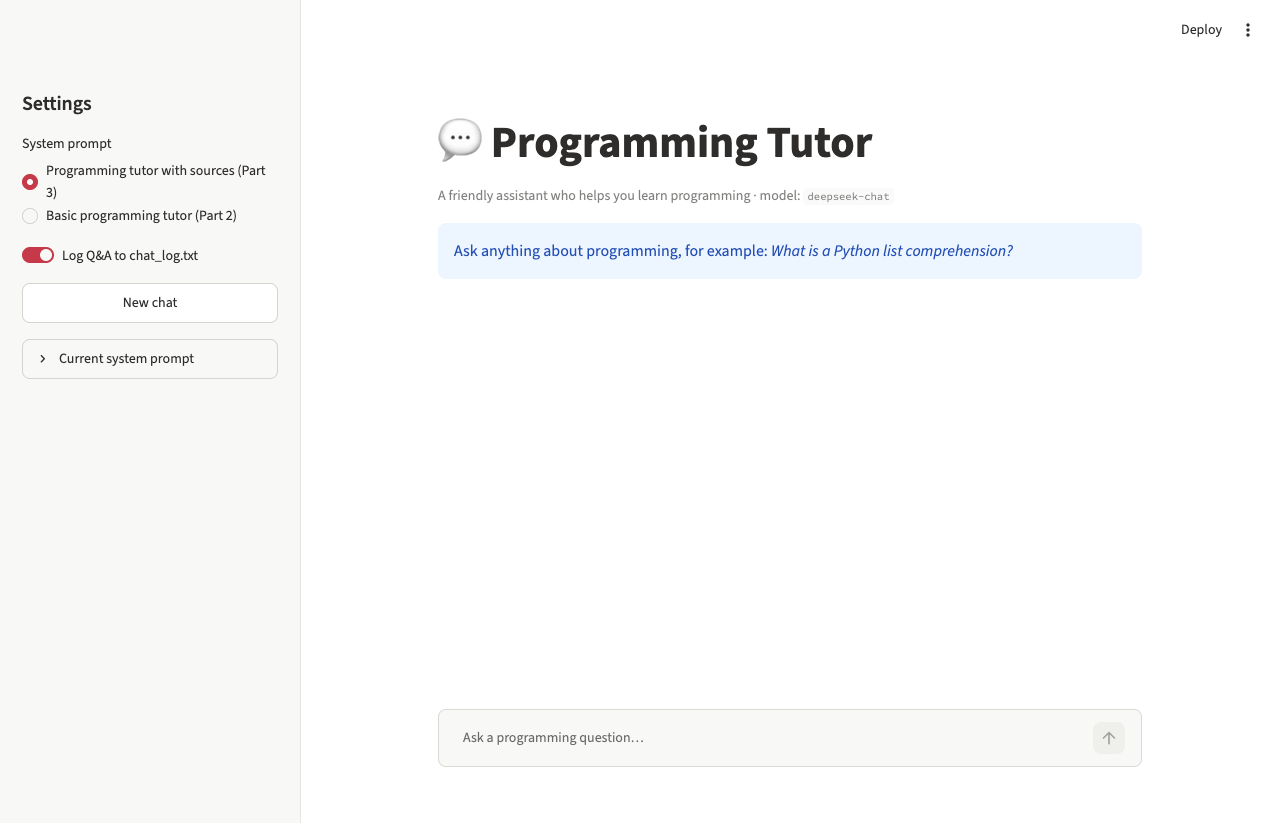 Deploy
Settings
System prompt
Programming tutor with sources (Part
3)
Basic programming tutor (Part 2)
Log Q&A to chat_log.txt
New chat
Current system prompt
Programming Tutor
A friendly assistant who helps you learn programming · model: deepseek-chat
Ask anything about programming, for example: What is a Python list comprehension?
Ask a programming question…